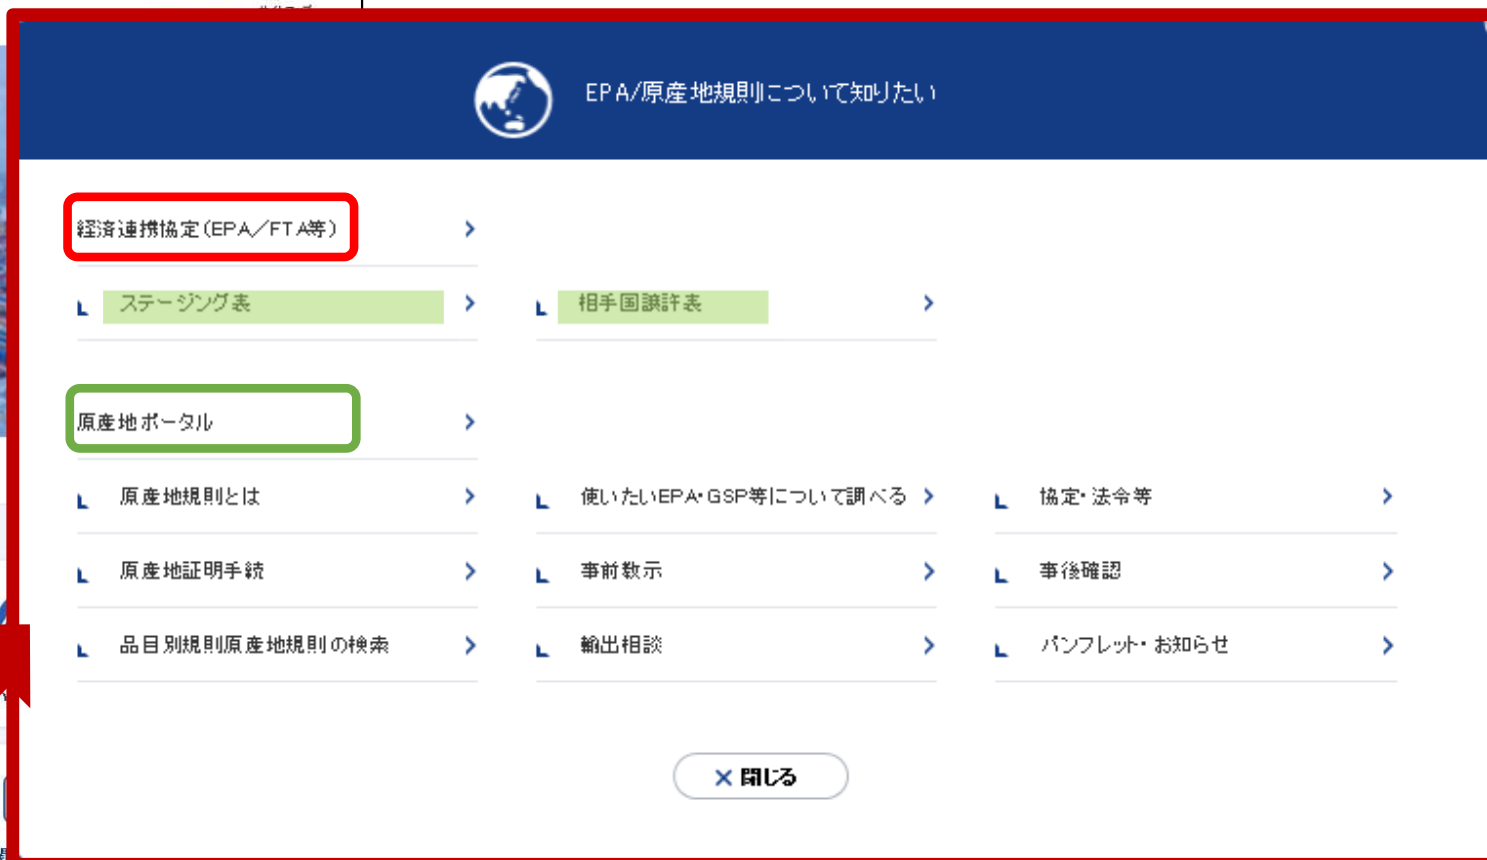 EPA/原産地規則について知りたい
経済連携協定(EPA/FTA等)
ステージング表
相手国譲許表
原産地ポータル
原産地規則とは
使いたいEPA・GSP等について調べる
協定・法令等
原産地証明手続
事前教示
事後確認
品目別規則原産地規則の検索
輸出相談
パンフレット・お知らせ
× 閉じる